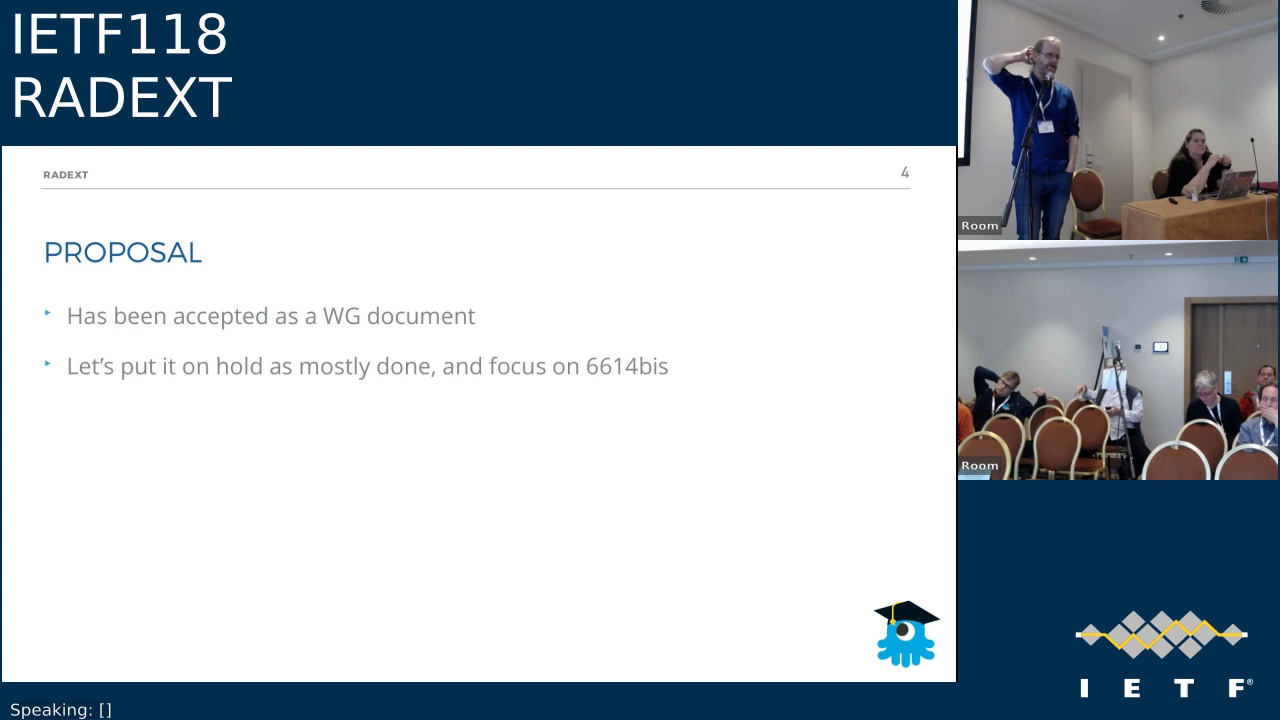 IETF118
RADEXT
RADEXT
4
PROPOSAL
Has been accepted as a WG document
Let’s put it on hold as mostly done, and focus on 6614bis
Room
Room
I E T F®
Speaking: []